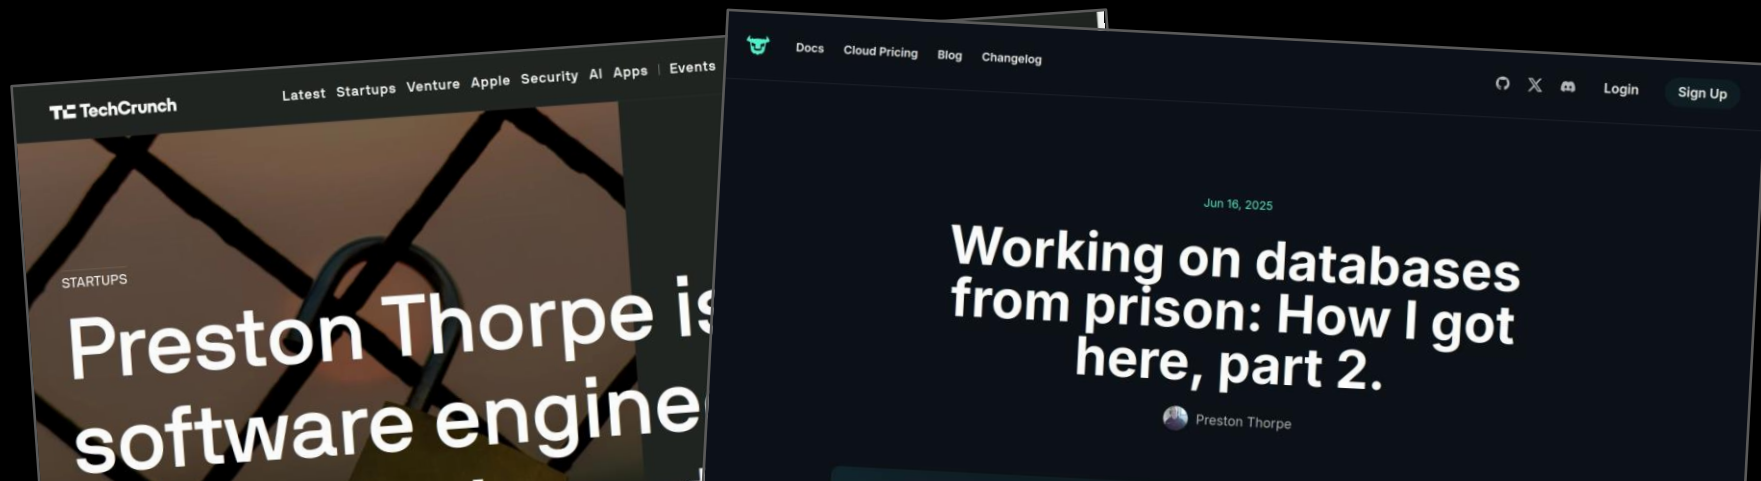 TechCrunch
Latest Startups Venture Apple Security AI Apps | Events
STARTUPS
Preston Thorpe is
software engine
Docs Cloud Pricing Blog Changelog
Login Sign Up
Jun 16, 2025
Working on databases
from prison: How I got
here, part 2.
Preston Thorpe